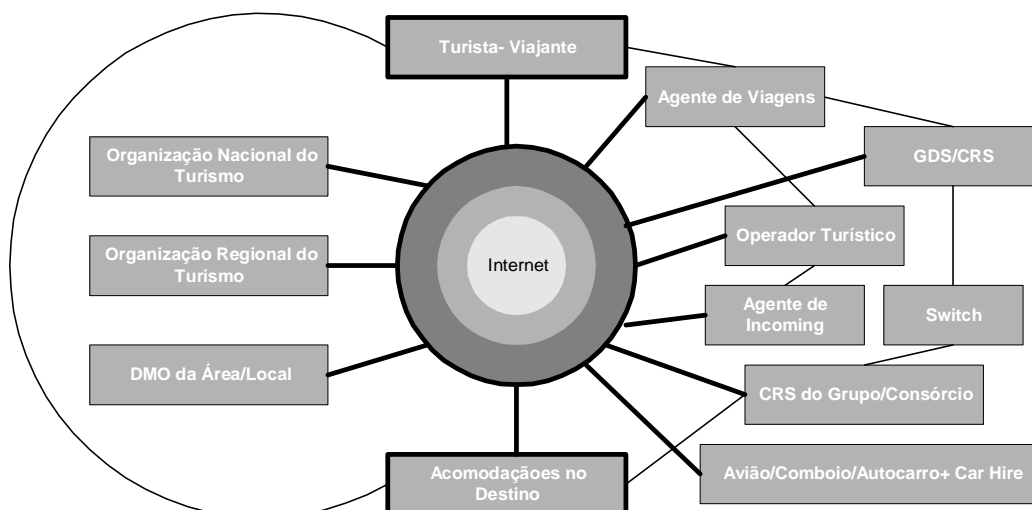 Turista- Viajante
Agente de Viagens
Organização Nacional do
Turismo
GDS/CRS
Organização Regional do
Turismo
Internet
Operador Turístico
Agente de
Incoming
Switch
DMO da Área/Local
CRS do Grupo/Consórcio
Acomodaçãoes no
Destino
Avião/Comboio/Autocarro+ Car Hire